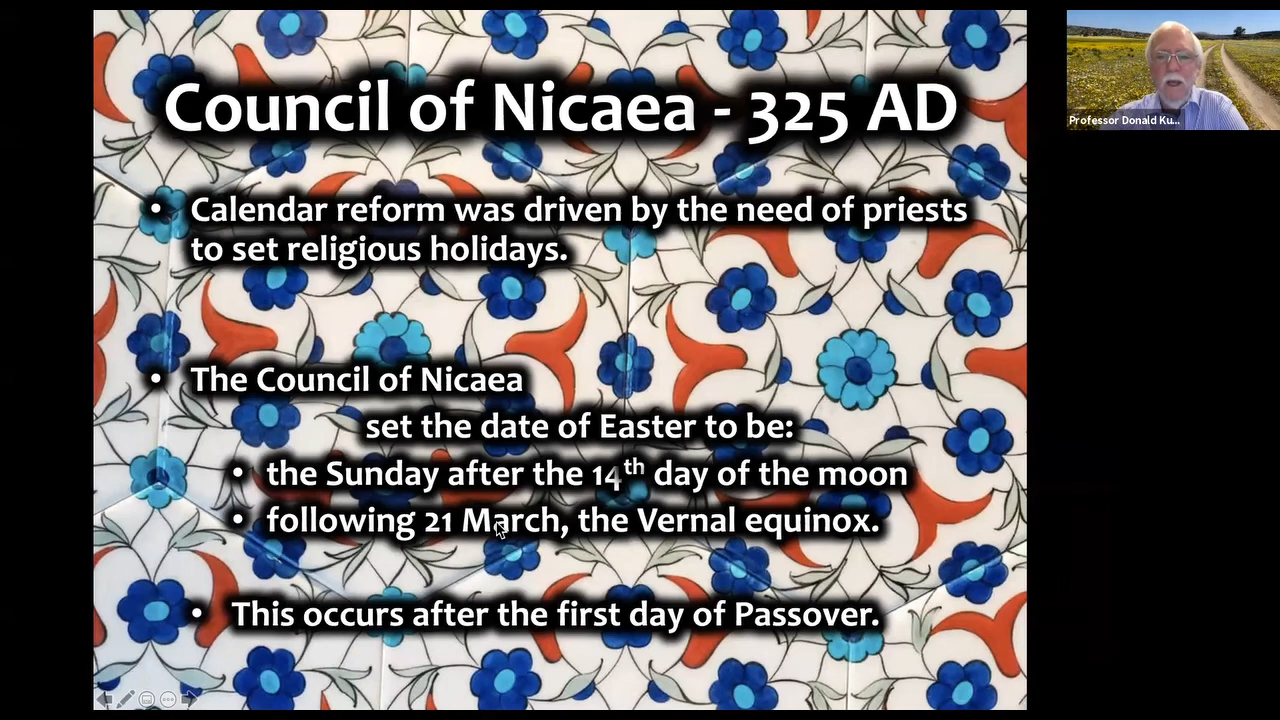 Council of Nicaea - 325 AD
• Calendar reform was driven by the need of priests
to set religious holidays.
• The Council of Nicaea
set the date of Easter to be:
• the Sunday after the 14th day of the moon
• following 21 March, the Vernal equinox.
• This occurs after the first day of Passover.
Professor Donald Ku...